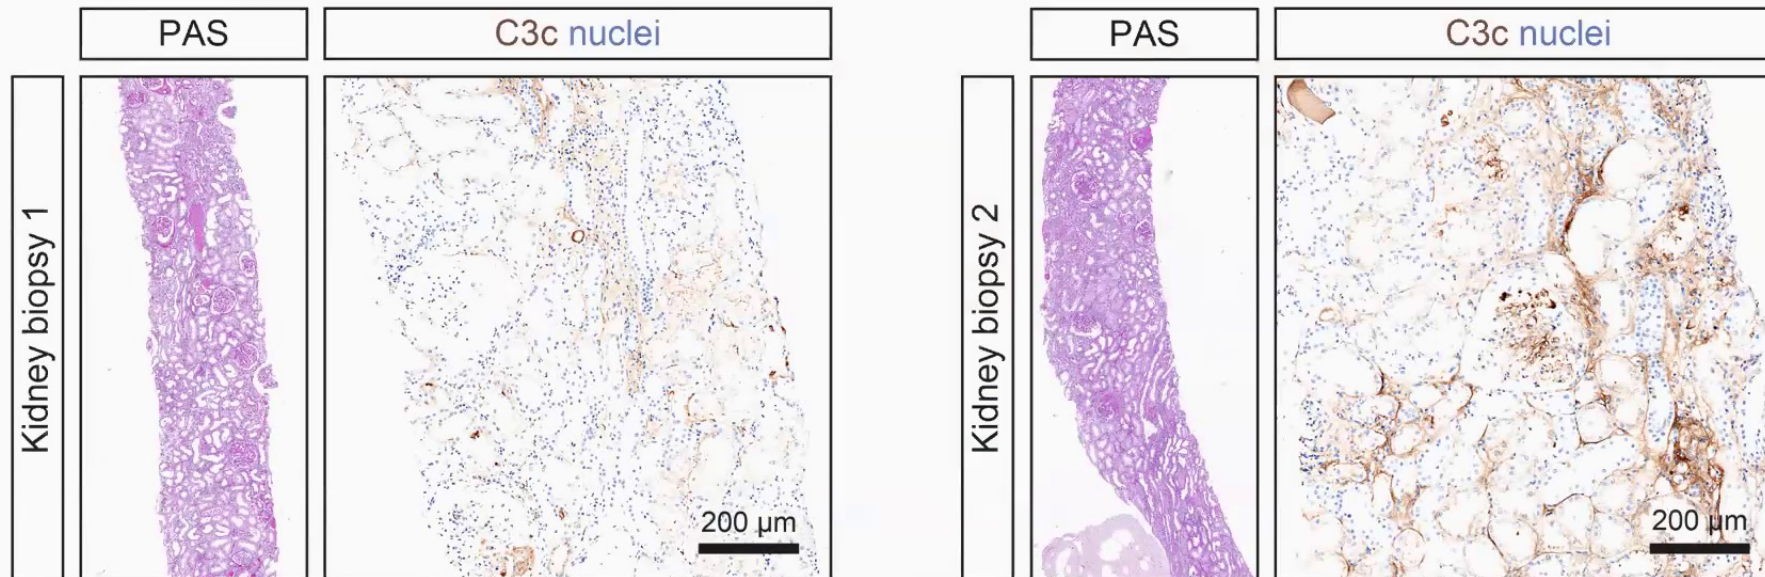 PAS
C3c nuclei
PAS
C3c nuclei
Kidney biopsy 1
200 µm
Kidney biopsy 2
200 µm